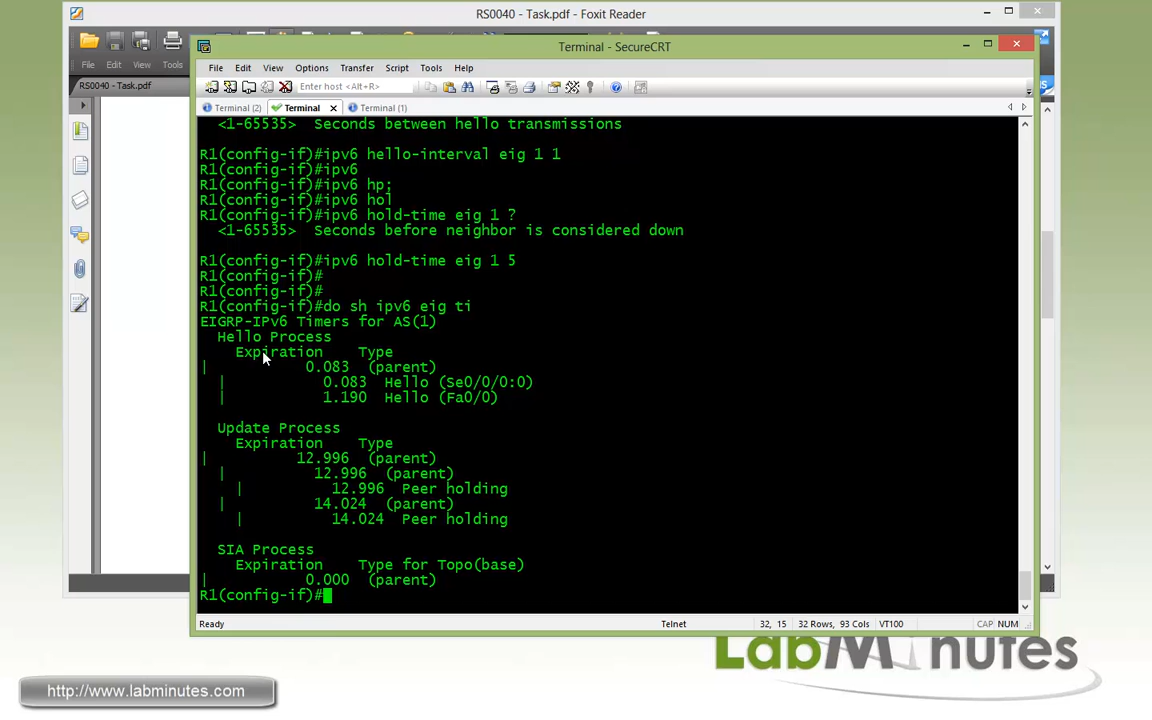 RS0040 - Task.pdf - Foxit Reader
File Edit View Tools
RS0040 - Task.pdf
Terminal - SecureCRT
File Edit View Options Transfer Script Tools Help
Enter host <Alt+R>
Terminal (2) Terminal Terminal (1)
<1-65535>  Seconds between hello transmissions
R1(config-if)#ipv6 hello-interval eig 1 1
R1(config-if)#ipv6
R1(config-if)#ipv6 hp;
R1(config-if)#ipv6 hol
R1(config-if)#ipv6 hold-time eig 1 ?
<1-65535>  Seconds before neighbor is considered down
R1(config-if)#ipv6 hold-time eig 1 5
R1(config-if)#
R1(config-if)#
R1(config-if)#do sh ipv6 eig ti
EIGRP-IPv6 Timers for AS(1)
Hello Process
Expiration    Type
|           0.083  (parent)
|           0.083  Hello (Se0/0/0:0)
|           1.190  Hello (Fa0/0)
Update Process
Expiration    Type
|          12.996  (parent)
|          12.996  (parent)
|          12.996  Peer holding
|          14.024  (parent)
|          14.024  Peer holding
SIA Process
Expiration    Type for Topo(base)
|           0.000  (parent)
R1(config-if)#
Ready Telnet 32, 15 32 Rows, 93 Cols VT100 CAP NUM
LabMinutes
http://www.labminutes.com